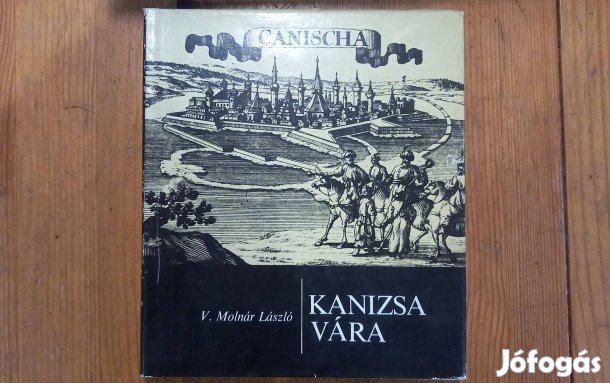 CANISCHA
V. Molnár László
KANIZSA
VÁRA
Jófogás